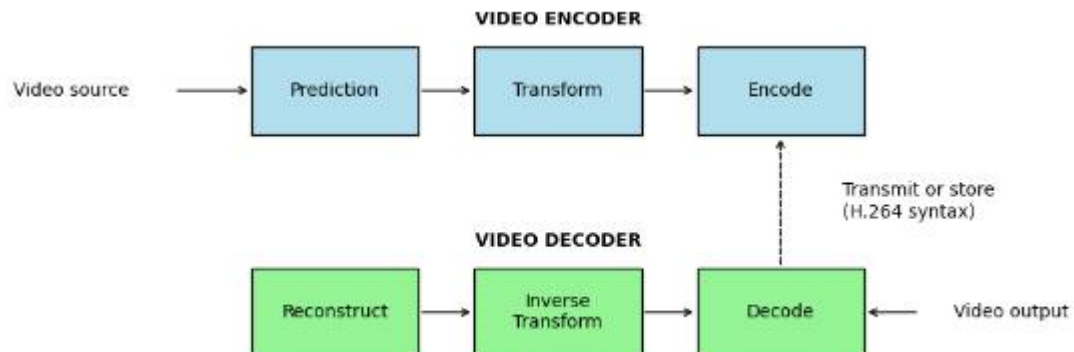 VIDEO ENCODER
Video source
Prediction
Transform
Encode
Transmit or store
(H.264 syntax)
VIDEO DECODER
Reconstruct
Inverse
Transform
Decode
Video output